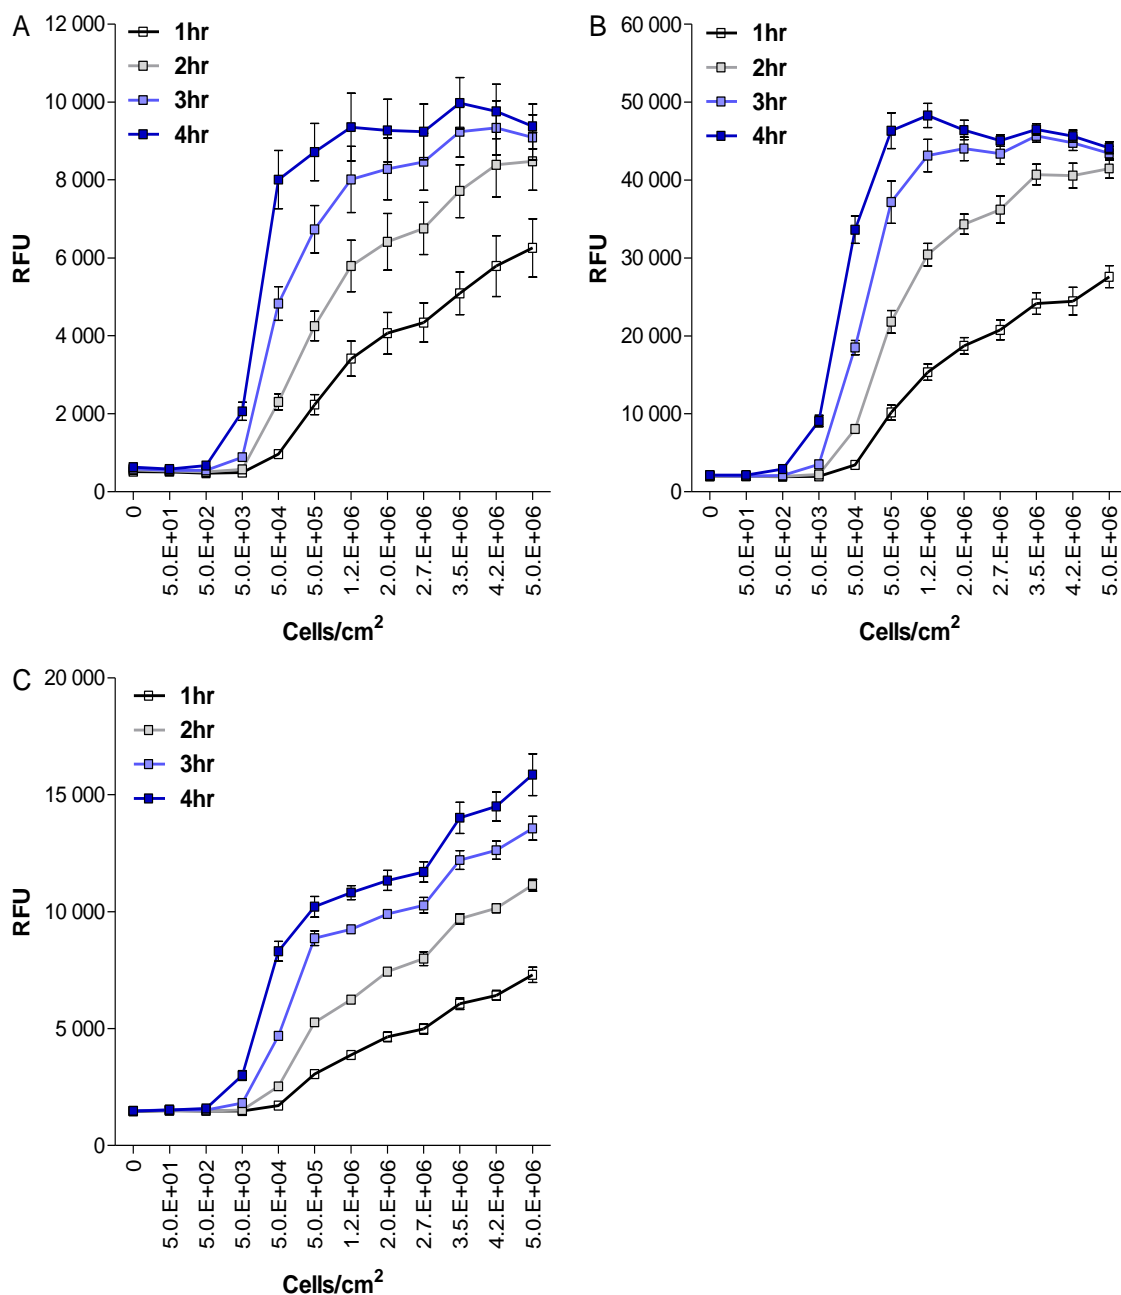 A
12 000
10 000
8 000
6 000
4 000
2 000
0
RFU
1hr
2hr
3hr
4hr
0
5.0.E+01
5.0.E+02
5.0.E+03
5.0.E+04
5.0.E+05
1.2.E+06
2.0.E+06
2.7.E+06
3.5.E+06
4.2.E+06
5.0.E+06
Cells/cm²
B
60 000
50 000
40 000
30 000
20 000
10 000
0
RFU
1hr
2hr
3hr
4hr
0
5.0.E+01
5.0.E+02
5.0.E+03
5.0.E+04
5.0.E+05
1.2.E+06
2.0.E+06
2.7.E+06
3.5.E+06
4.2.E+06
5.0.E+06
Cells/cm²
C
20 000
15 000
10 000
5 000
0
RFU
1hr
2hr
3hr
4hr
0
5.0.E+01
5.0.E+02
5.0.E+03
5.0.E+04
5.0.E+05
1.2.E+06
2.0.E+06
2.7.E+06
3.5.E+06
4.2.E+06
5.0.E+06
Cells/cm²